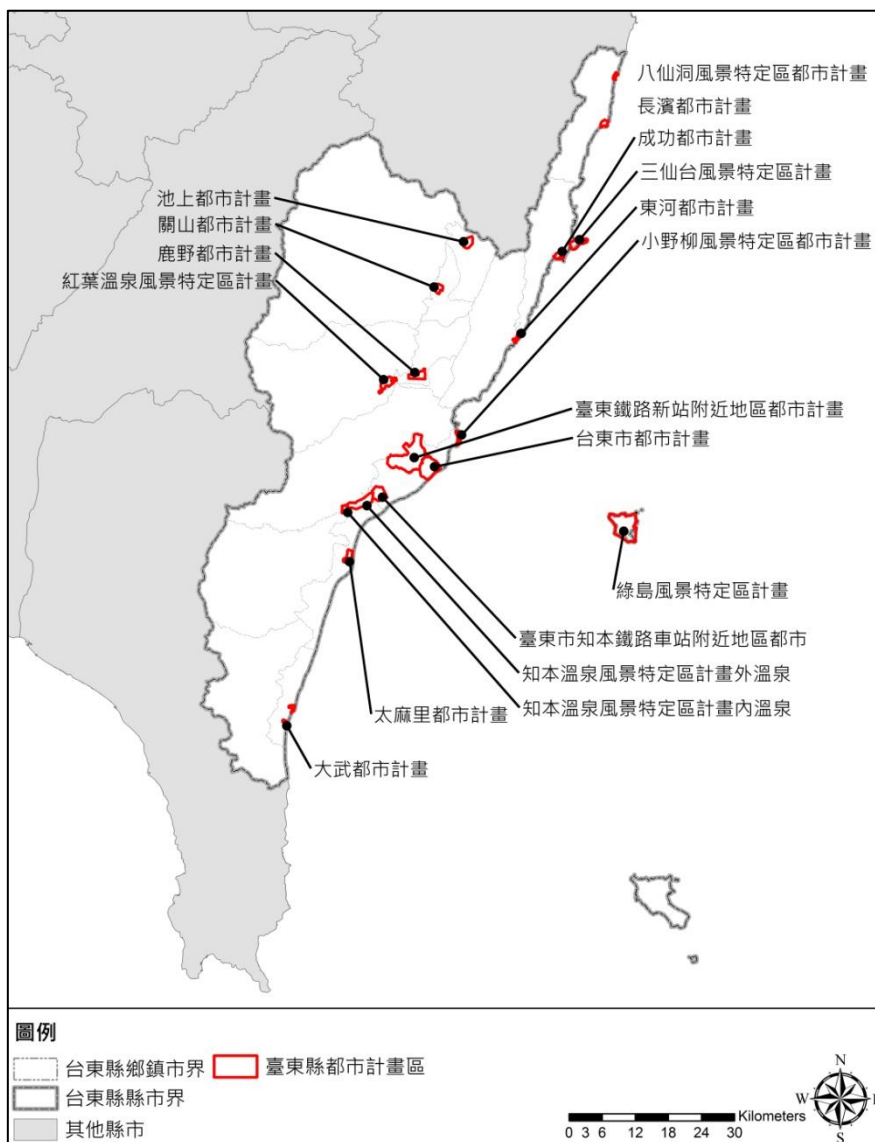 八仙洞風景特定區都市計畫
長濱都市計畫
成功都市計畫
三仙台風景特定區計畫
東河都市計畫
小野柳風景特定區都市計畫
池上都市計畫
關山都市計畫
鹿野都市計畫
紅葉溫泉風景特定區計畫
臺東鐵路新站附近地區都市計畫
台東市都市計畫
綠島風景特定區計畫
臺東市知本鐵路車站附近地區都市
知本溫泉風景特定區計畫外溫泉
知本溫泉風景特定區計畫內溫泉
太麻里都市計畫
大武都市計畫
圖例
台東縣鄉鎮市界
臺東縣都市計畫區
台東縣縣市界
其他縣市
Kilometers
0 3 6 12 18 24 30
N
W
S